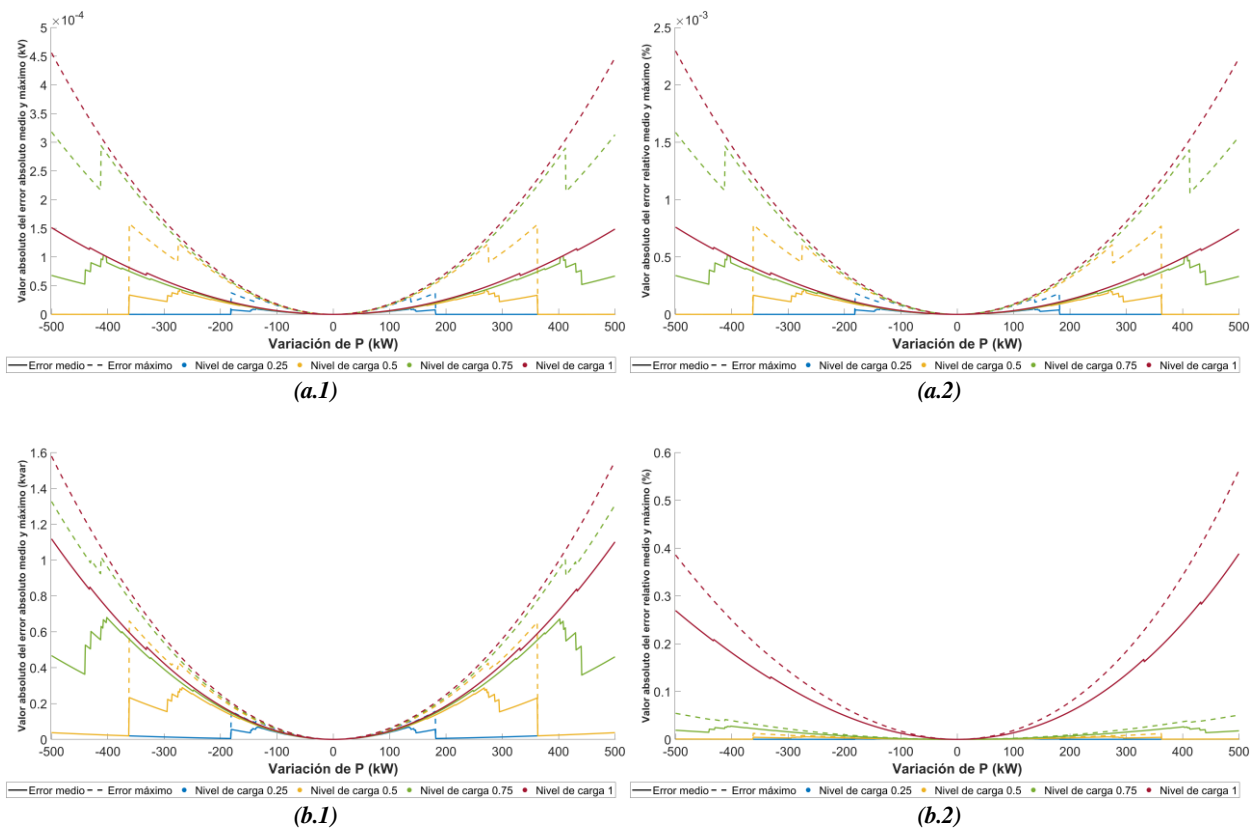 ×10⁻⁴
Valor absoluto del error absoluto medio y máximo (kV)
5
4.5
4
3.5
3
2.5
2
1.5
1
0.5
0
-500 -400 -300 -200 -100 0 100 200 300 400 500
Variación de P (kW)
Error medio Error máximo Nivel de carga 0.25 Nivel de carga 0.5 Nivel de carga 0.75 Nivel de carga 1
(a.1)
×10⁻³
Valor absoluto del error relativo medio y máximo (%)
2.5
2
1.5
1
0.5
0
-500 -400 -300 -200 -100 0 100 200 300 400 500
Variación de P (kW)
Error medio Error máximo Nivel de carga 0.25 Nivel de carga 0.5 Nivel de carga 0.75 Nivel de carga 1
(a.2)
Valor absoluto del error absoluto medio y máximo (kvar)
1.6
1.4
1.2
1
0.8
0.6
0.4
0.2
0
-500 -400 -300 -200 -100 0 100 200 300 400 500
Variación de P (kW)
Error medio Error máximo Nivel de carga 0.25 Nivel de carga 0.5 Nivel de carga 0.75 Nivel de carga 1
(b.1)
Valor absoluto del error relativo medio y máximo (%)
0.6
0.5
0.4
0.3
0.2
0.1
0
-500 -400 -300 -200 -100 0 100 200 300 400 500
Variación de P (kW)
Error medio Error máximo Nivel de carga 0.25 Nivel de carga 0.5 Nivel de carga 0.75 Nivel de carga 1
(b.2)